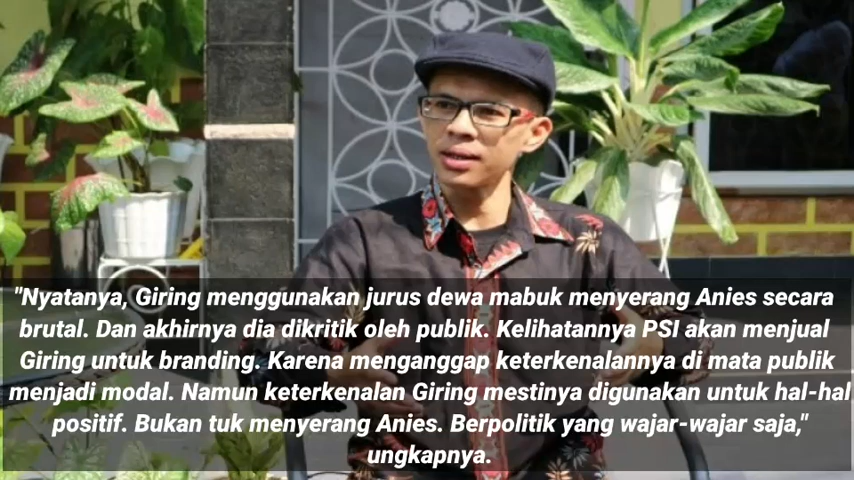 "Nyatanya, Giring menggunakan jurus dewa mabuk menyerang Anies secara
brutal. Dan akhirnya dia dikritik oleh publik. Kelihatannya PSI akan menjual
Giring untuk branding. Karena menganggap keterkenalannya di mata publik
menjadi modal. Namun keterkenalan Giring mestinya digunakan untuk hal-hal
positif. Bukan tuk menyerang Anies. Berpolitik yang wajar-wajar saja,"
ungkapnya.